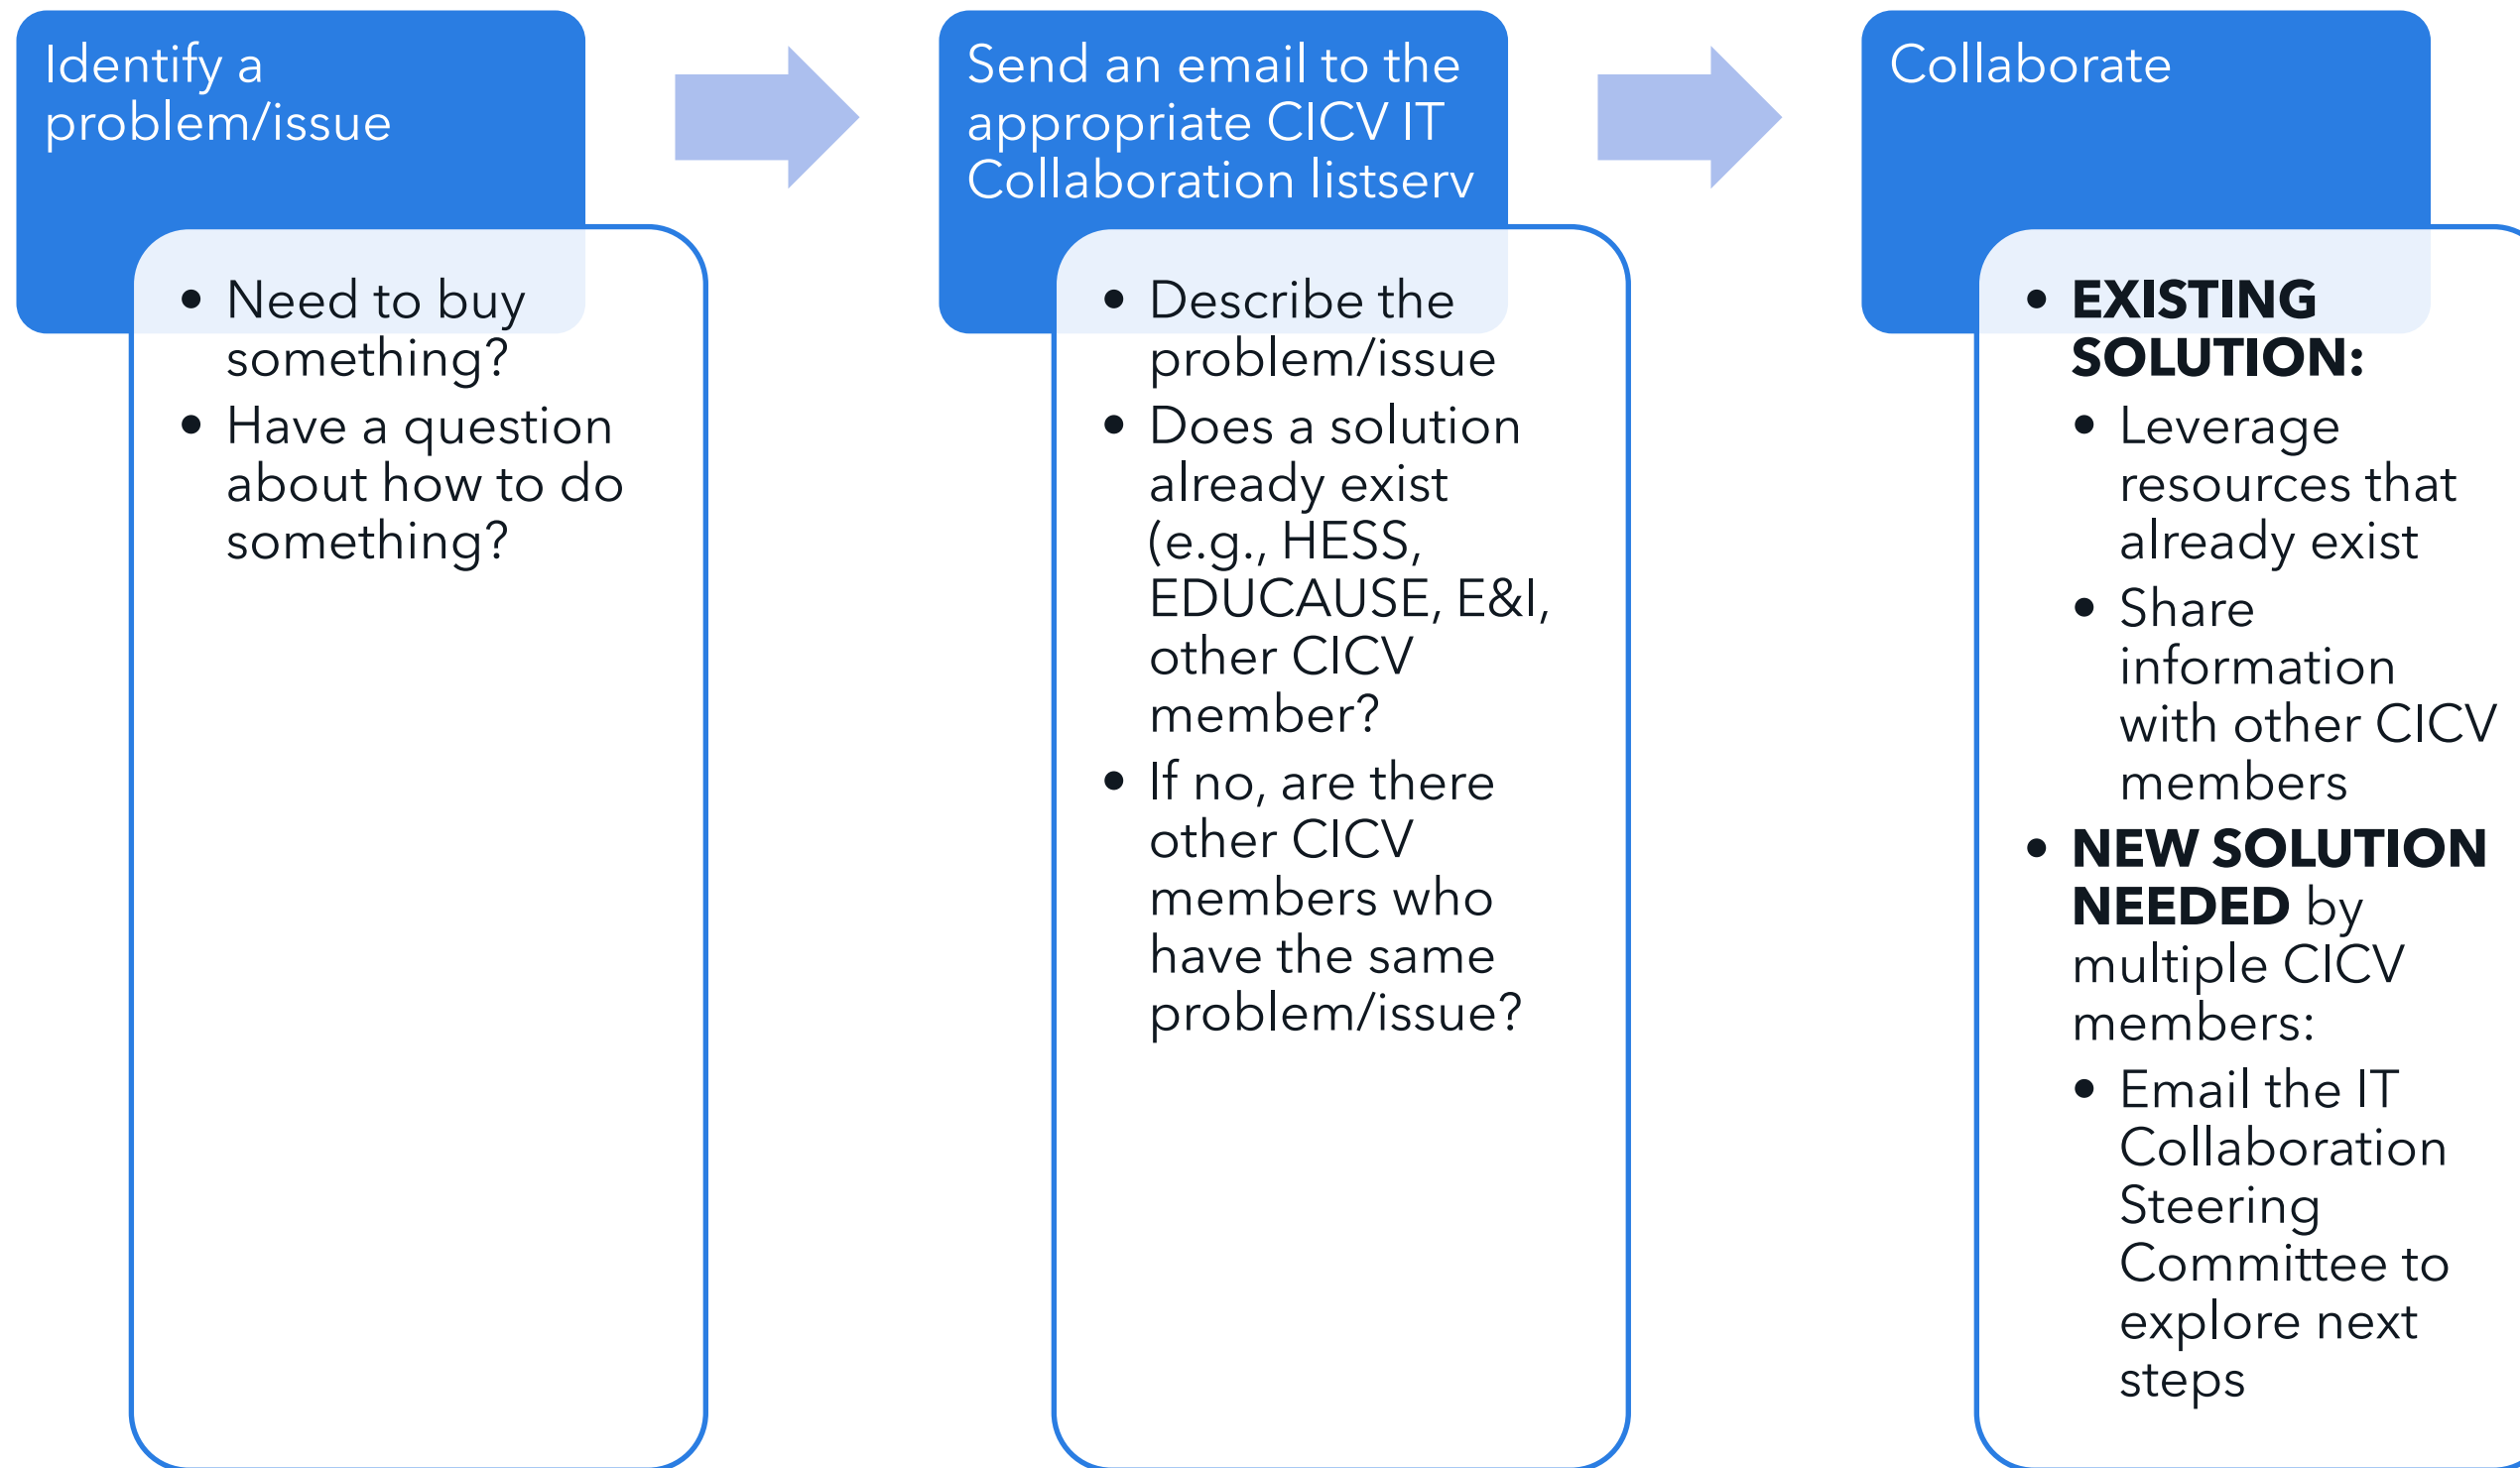 Identify a
problem/issue
• Need to buy
something?
• Have a question
about how to do
something?
Send an email to the
appropriate CICV IT
Collaboration listserv
• Describe the
problem/issue
• Does a solution
already exist
(e.g., HESS,
EDUCAUSE, E&I,
other CICV
member?
• If no, are there
other CICV
members who
have the same
problem/issue?
Collaborate
• EXISTING
SOLUTION:
• Leverage
resources that
already exist
• Share
information
with other CICV
members
• NEW SOLUTION
NEEDED by
multiple CICV
members:
• Email the IT
Collaboration
Steering
Committee to
explore next
steps